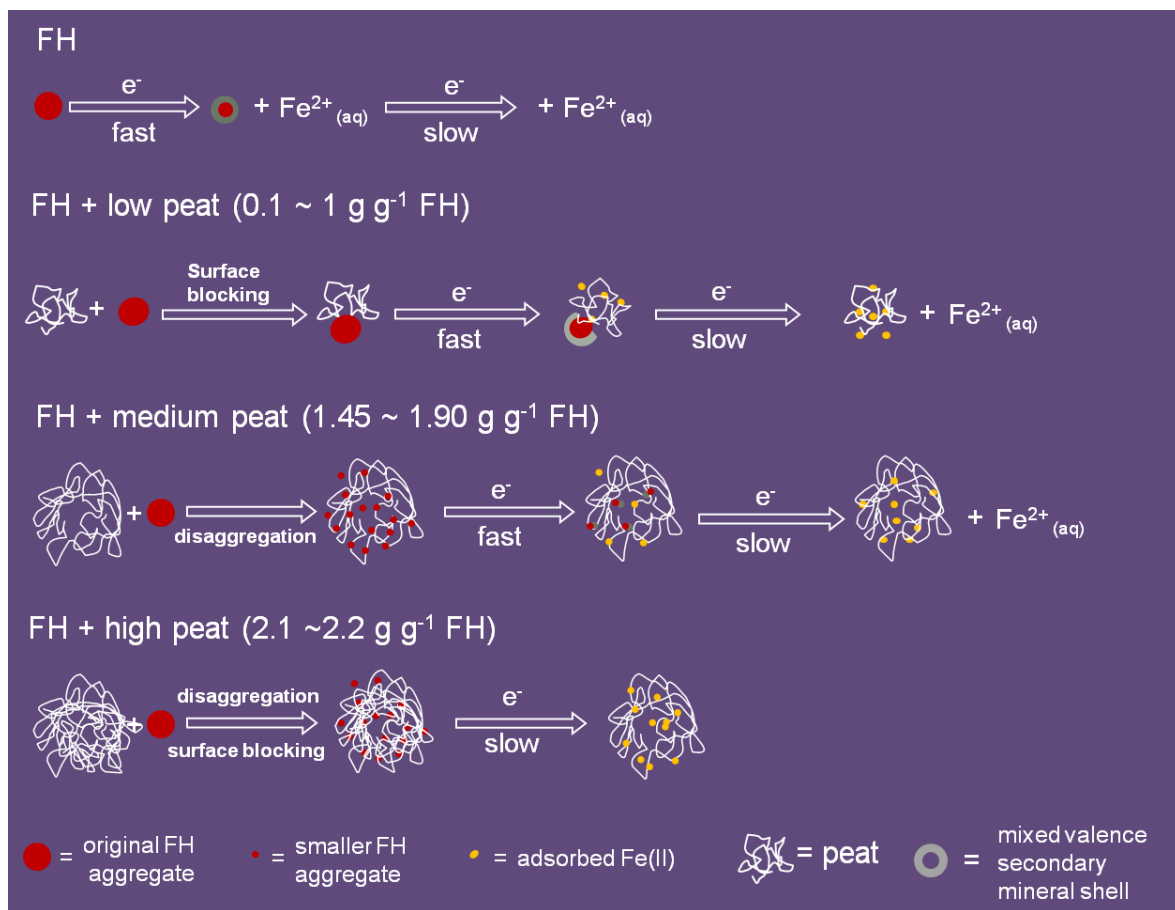 FH
e⁻ e⁻
+ Fe²⁺ (aq) + Fe²⁺ (aq)
fast slow
FH + low peat (0.1 ~ 1 g g⁻¹ FH)
Surface
blocking
e⁻ e⁻
+ + Fe²⁺ (aq)
fast slow
FH + medium peat (1.45 ~ 1.90 g g⁻¹ FH)
e⁻ e⁻
+ + Fe²⁺ (aq)
disaggregation fast slow
FH + high peat (2.1 ~2.2 g g⁻¹ FH)
disaggregation e⁻
+
surface blocking slow
= original FH
aggregate
= smaller FH
aggregate
= adsorbed Fe(II)
= peat
= mixed valence
secondary
mineral shell